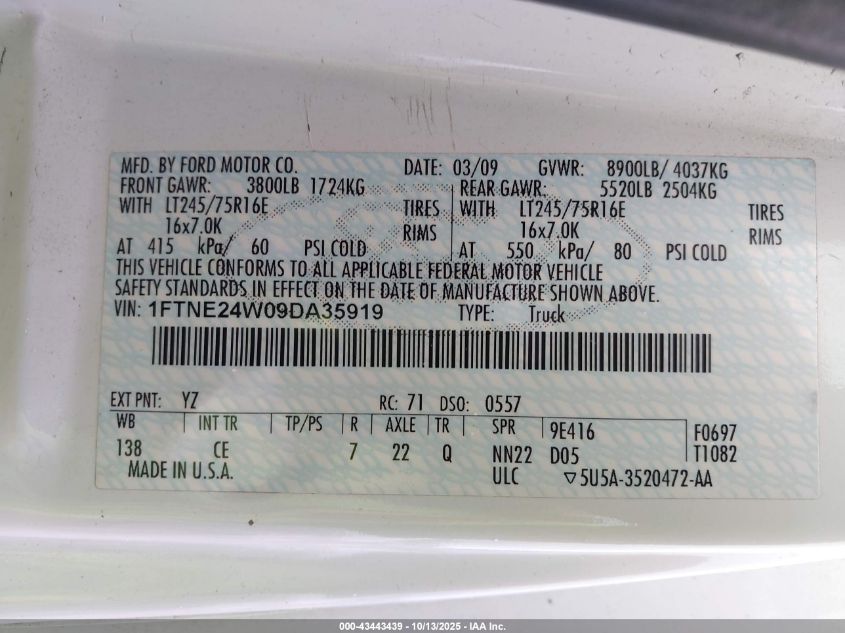 MFD. BY FORD MOTOR CO. DATE: 03/09 GVWR: 8900LB/ 4037KG
FRONT GAWR: 3800LB 1724KG REAR GAWR: 5520LB 2504KG
WITH LT245/75R16E TIRES WITH LT245/75R16E TIRES
16x7.0K RIMS 16x7.0K RIMS
AT 415 kPa/ 60 PSI COLD AT 550 kPa/ 80 PSI COLD
THIS VEHICLE CONFORMS TO ALL APPLICABLE FEDERAL MOTOR VEHICLE
SAFETY STANDARDS IN EFFECT ON THE DATE OF MANUFACTURE SHOWN ABOVE.
VIN: 1FTNE24W09DA35919 TYPE: Truck
EXT PNT: YZ RC: 71 DSO: 0557
WB INT TR TP/PS R AXLE TR SPR 9E416 F0697
138 CE 7 22 Q NN22 D05 T1082
MADE IN U.S.A. ULC ▽5U5A-3520472-AA
000-43443439 - 10/13/2025 - IAA Inc.